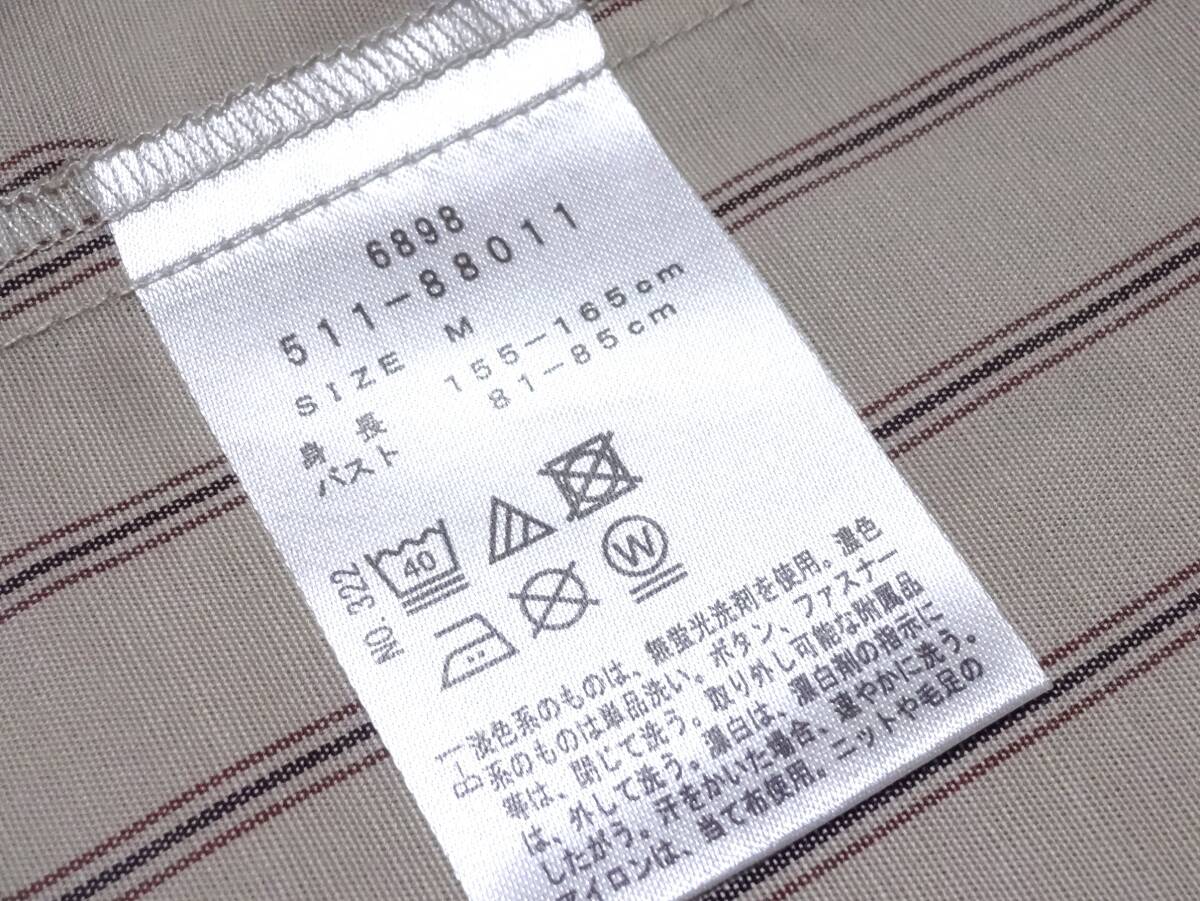 6898
511-88011
SIZE M
身長 155-165cm
バスト 81-85cm
NO. 322
40
W
淡色系のものは、無蛍光洗剤を使用。濃色
系のものは単品洗い。ボタン、ファスナー
等は、閉じて洗う。取り外し可能な附属品
は、外して洗う。漂白は、漂白剤の指示に
したがう。汗をかいた場合、速やかに洗う。
アイロンは、当て布使用。ニットや毛足の